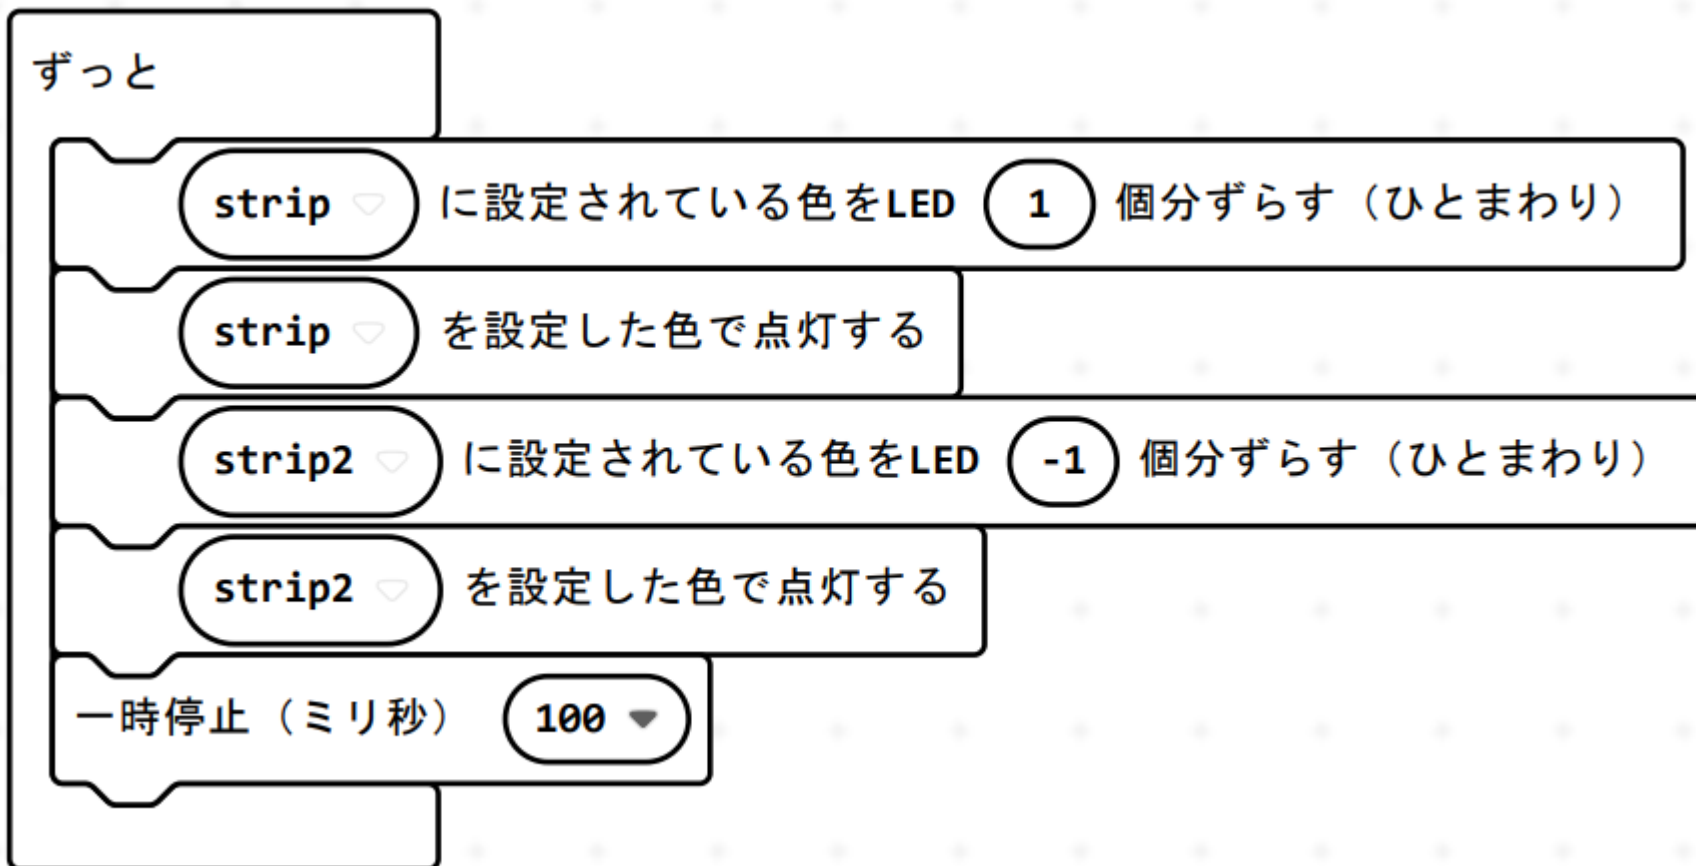 ずっと
strip に設定されている色をLED 1 個分ずらす（ひとまわり）
strip を設定した色で点灯する
strip2 に設定されている色をLED -1 個分ずらす（ひとまわり）
strip2 を設定した色で点灯する
一時停止（ミリ秒） 100